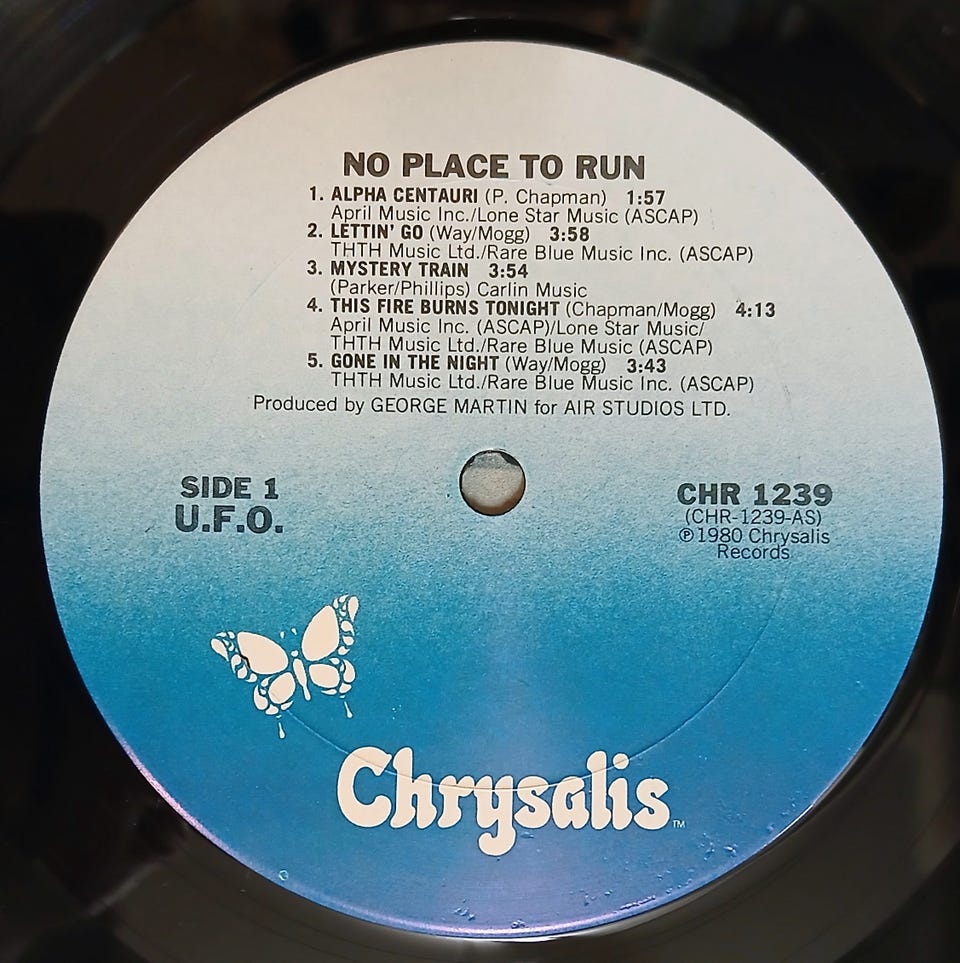 NO PLACE TO RUN
1. ALPHA CENTAURI (P. Chapman) 1:57
April Music Inc./Lone Star Music (ASCAP)
2. LETTIN' GO (Way/Mogg) 3:58
THTH Music Ltd./Rare Blue Music Inc. (ASCAP)
3. MYSTERY TRAIN 3:54
(Parker/Phillips) Carlin Music
4. THIS FIRE BURNS TONIGHT (Chapman/Mogg) 4:13
April Music Inc. (ASCAP)/Lone Star Music/
THTH Music Ltd./Rare Blue Music (ASCAP)
5. GONE IN THE NIGHT (Way/Mogg) 3:43
THTH Music Ltd./Rare Blue Music Inc. (ASCAP)
Produced by GEORGE MARTIN for AIR STUDIOS LTD.
SIDE 1
U.F.O.
CHR 1239
(CHR-1239-AS)
℗1980 Chrysalis
Records
Chrysalis™